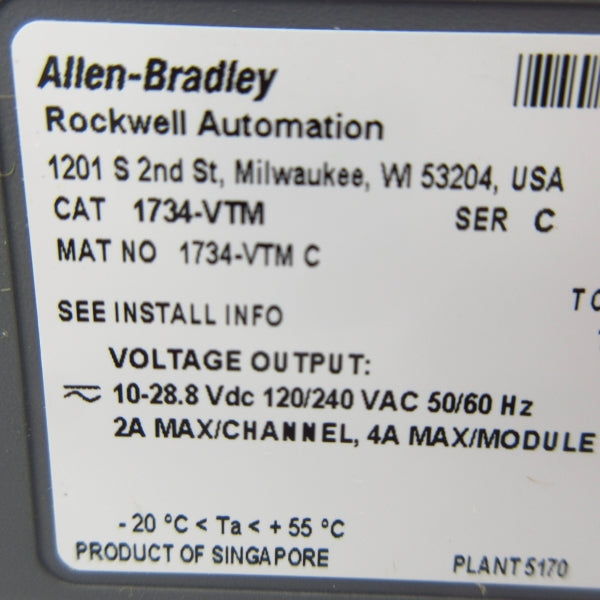 Allen-Bradley
Rockwell Automation
1201 S 2nd St, Milwaukee, WI 53204, USA
CAT 1734-VTM SER C
MAT NO 1734-VTM C
SEE INSTALL INFO
VOLTAGE OUTPUT:
10-28.8 Vdc 120/240 VAC 50/60 Hz
2A MAX/CHANNEL, 4A MAX/MODULE
- 20 °C < Ta < + 55 °C
PRODUCT OF SINGAPORE PLANT 5170